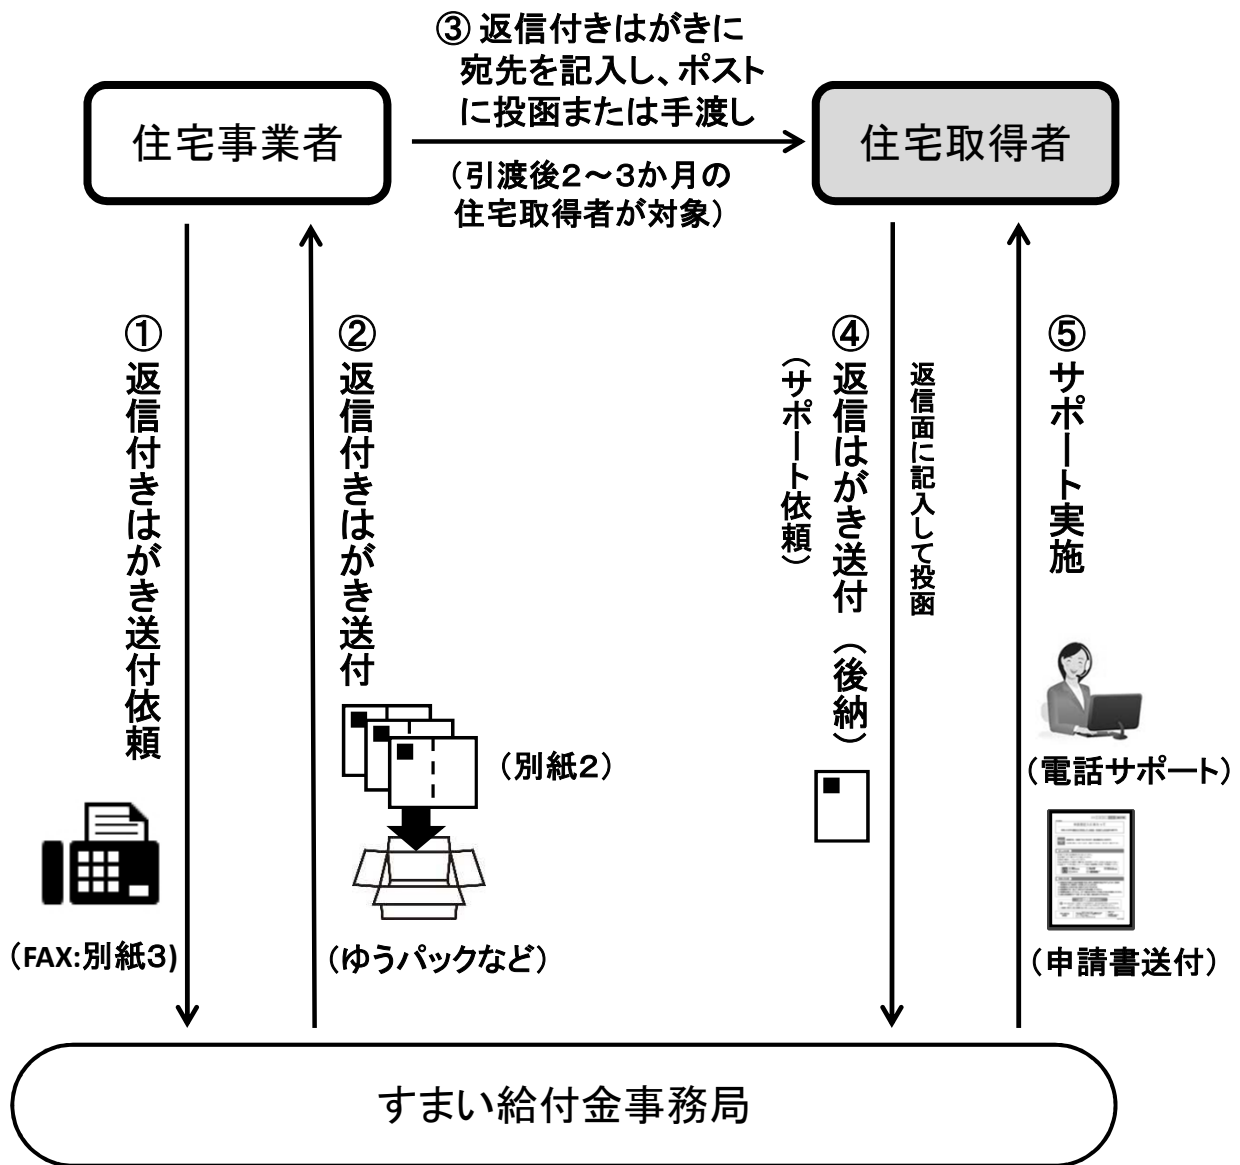 ③ 返信付きはがきに
宛先を記入し、ポスト
に投函または手渡し
住宅事業者
住宅取得者
（引渡後２～３か月の
住宅取得者が対象）
①返信付きはがき送付依頼
②返信付きはがき送付
④返信はがき送付（後納）
（サポート依頼）
返信面に記入して投函
⑤サポート実施
（別紙２）
（電話サポート）
（FAX:別紙３)
（ゆうパックなど）
（申請書送付）
すまい給付金事務局